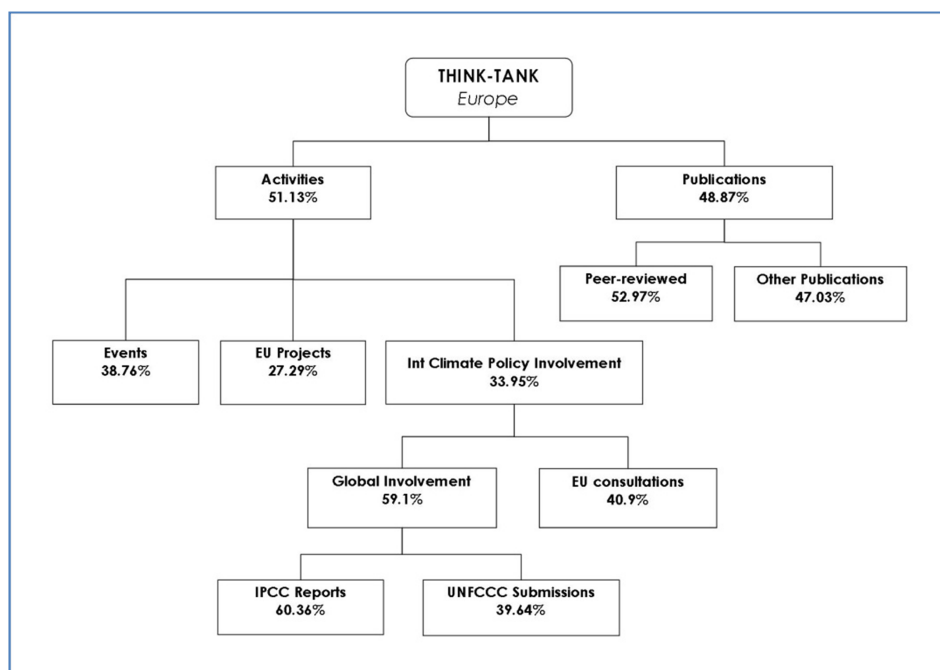 THINK-TANK
Europe
Activities
51.13%
Publications
48.87%
Peer-reviewed
52.97%
Other Publications
47.03%
Events
38.76%
EU Projects
27.29%
Int Climate Policy Involvement
33.95%
Global Involvement
59.1%
EU consultations
40.9%
IPCC Reports
60.36%
UNFCCC Submissions
39.64%